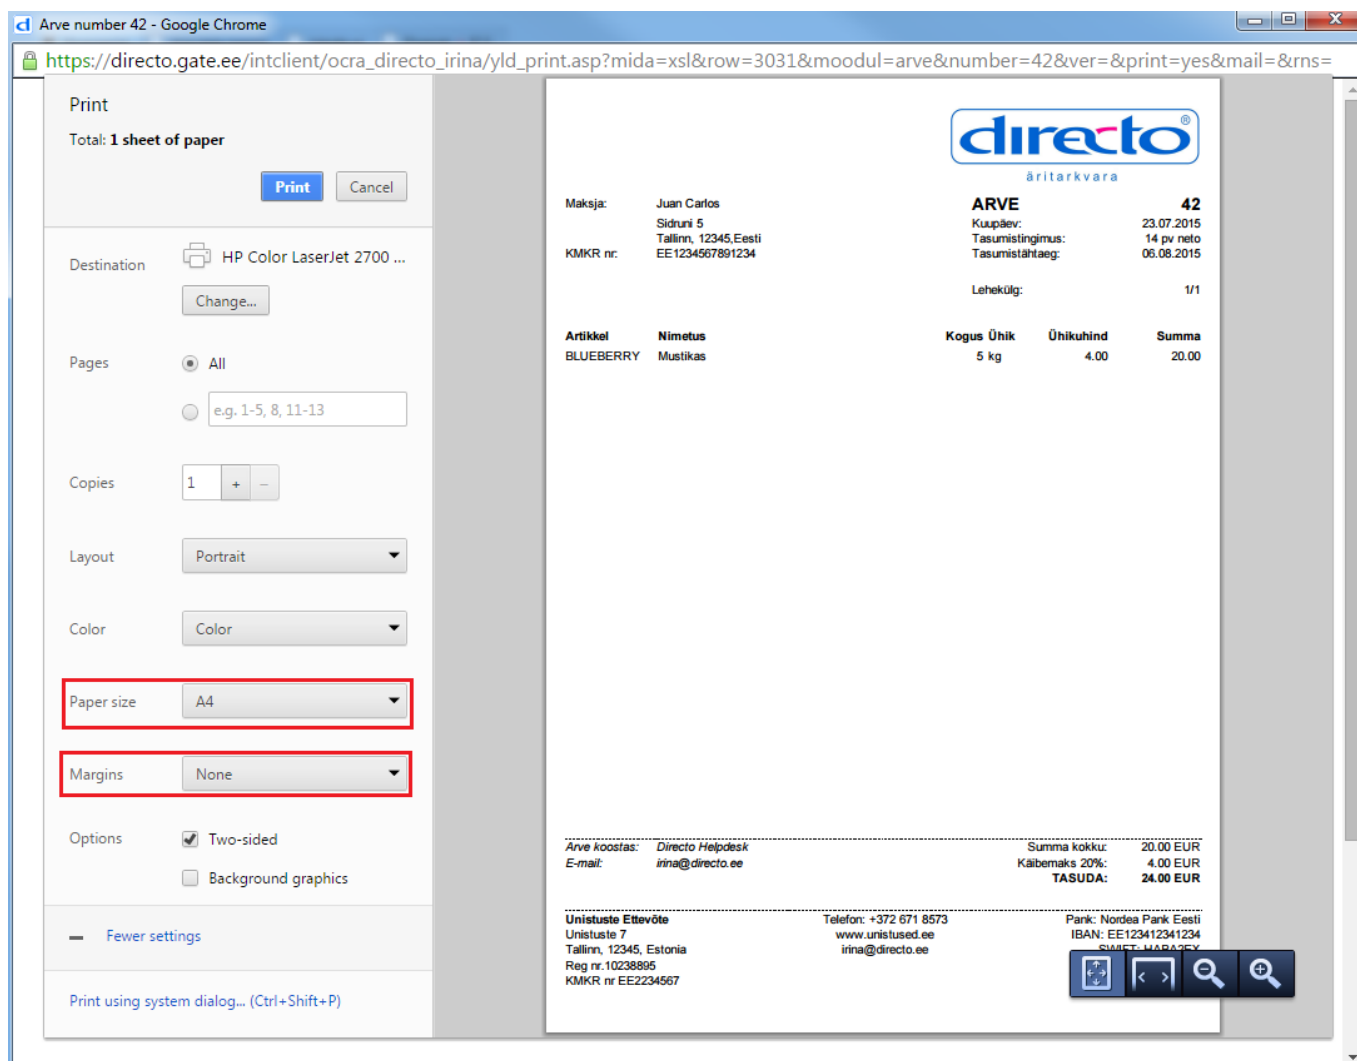 Arve number 42 - Google Chrome
https://directo.gate.ee/intclient/ocra_directo_irina/yld_print.asp?mida=xsl&row=3031&moodul=arve&number=42&ver=&print=yes&mail=&rns=
Print
Total: 1 sheet of paper
Print Cancel
Destination HP Color LaserJet 2700 ...
Change...
Pages All
e.g. 1-5, 8, 11-13
Copies 1 + −
Layout Portrait
Color Color
Paper size A4
Margins None
Options Two-sided
Background graphics
Fewer settings
Print using system dialog... (Ctrl+Shift+P)
directo®
äritarkvara
Maksja: Juan Carlos ARVE 42
Sidruni 5 Kuupäev: 23.07.2015
Tallinn, 12345,Eesti Tasumistingimus: 14 pv neto
KMKR nr: EE1234567891234 Tasumistähtaeg: 06.08.2015
Lehekülg: 1/1
Artikkel Nimetus Kogus Ühik Ühikuhind Summa
BLUEBERRY Mustikas 5 kg 4.00 20.00
Arve koostas: Directo Helpdesk Summa kokku: 20.00 EUR
E-mail: irina@directo.ee Käibemaks 20%: 4.00 EUR
TASUDA: 24.00 EUR
Unistuste Ettevõte Telefon: +372 671 8573 Pank: Nordea Pank Eesti
Unistuste 7 www.unistused.ee IBAN: EE123412341234
Tallinn, 12345, Estonia irina@directo.ee
Reg nr.10238895
KMKR nr EE2234567